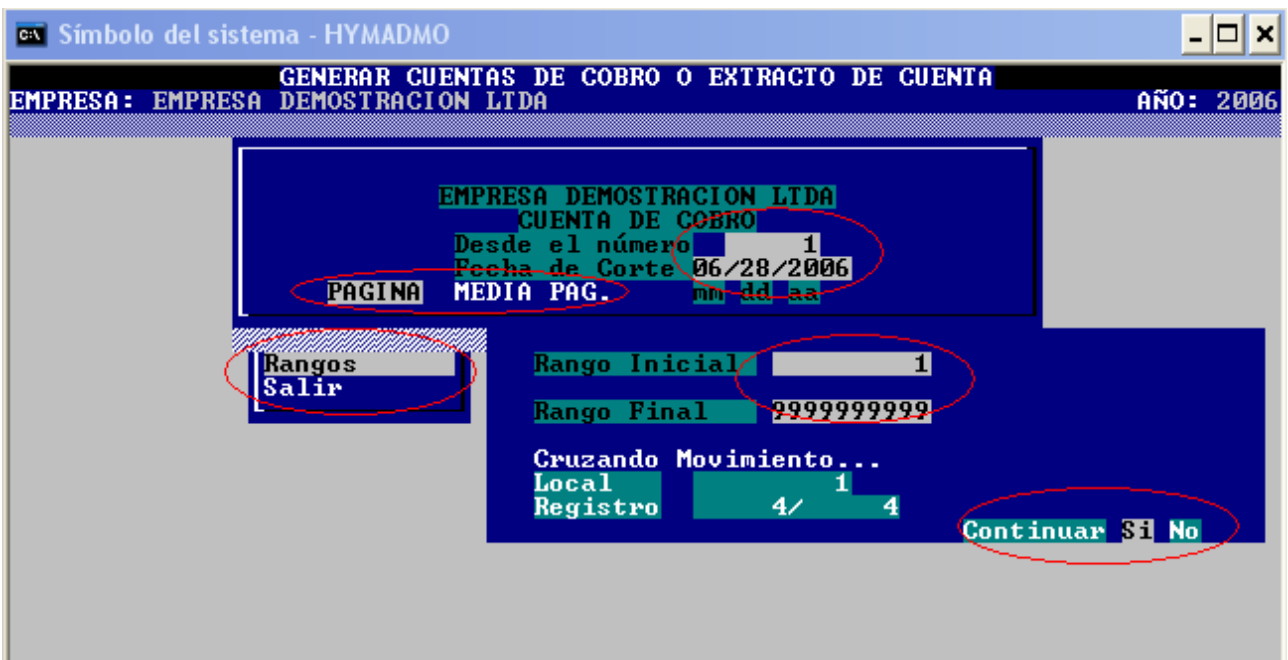 Símbolo del sistema - HYMADMO
GENERAR CUENTAS DE COBRO O EXTRACTO DE CUENTA
EMPRESA: EMPRESA DEMOSTRACION LTDA AÑO: 2006
EMPRESA DEMOSTRACION LTDA
CUENTA DE COBRO
Desde el número 1
Fecha de Corte 06/28/2006
PAGINA MEDIA PAG. mm dd aa
Rangos
Salir
Rango Inicial 1
Rango Final 9999999999
Cruzando Movimiento...
Local 1
Registro 4/ 4
Continuar Si No